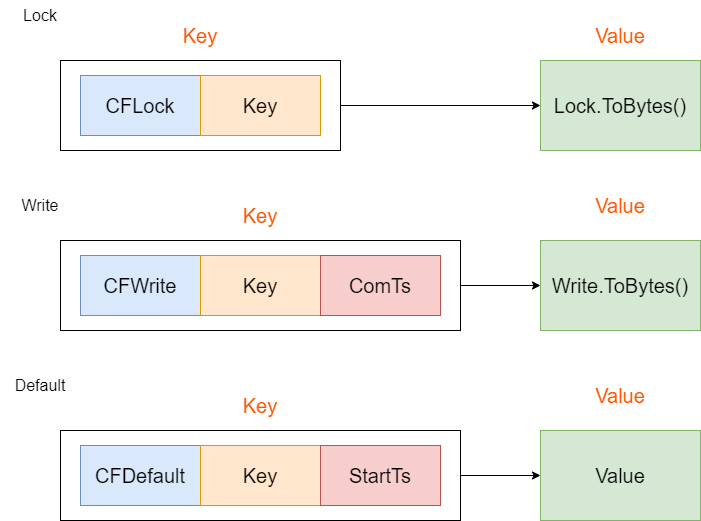 Lock
Key
Value
CFLock
Key
Lock.ToBytes()
Write
Key
Value
CFWrite
Key
ComTs
Write.ToBytes()
Default
Key
Value
CFDefault
Key
StartTs
Value